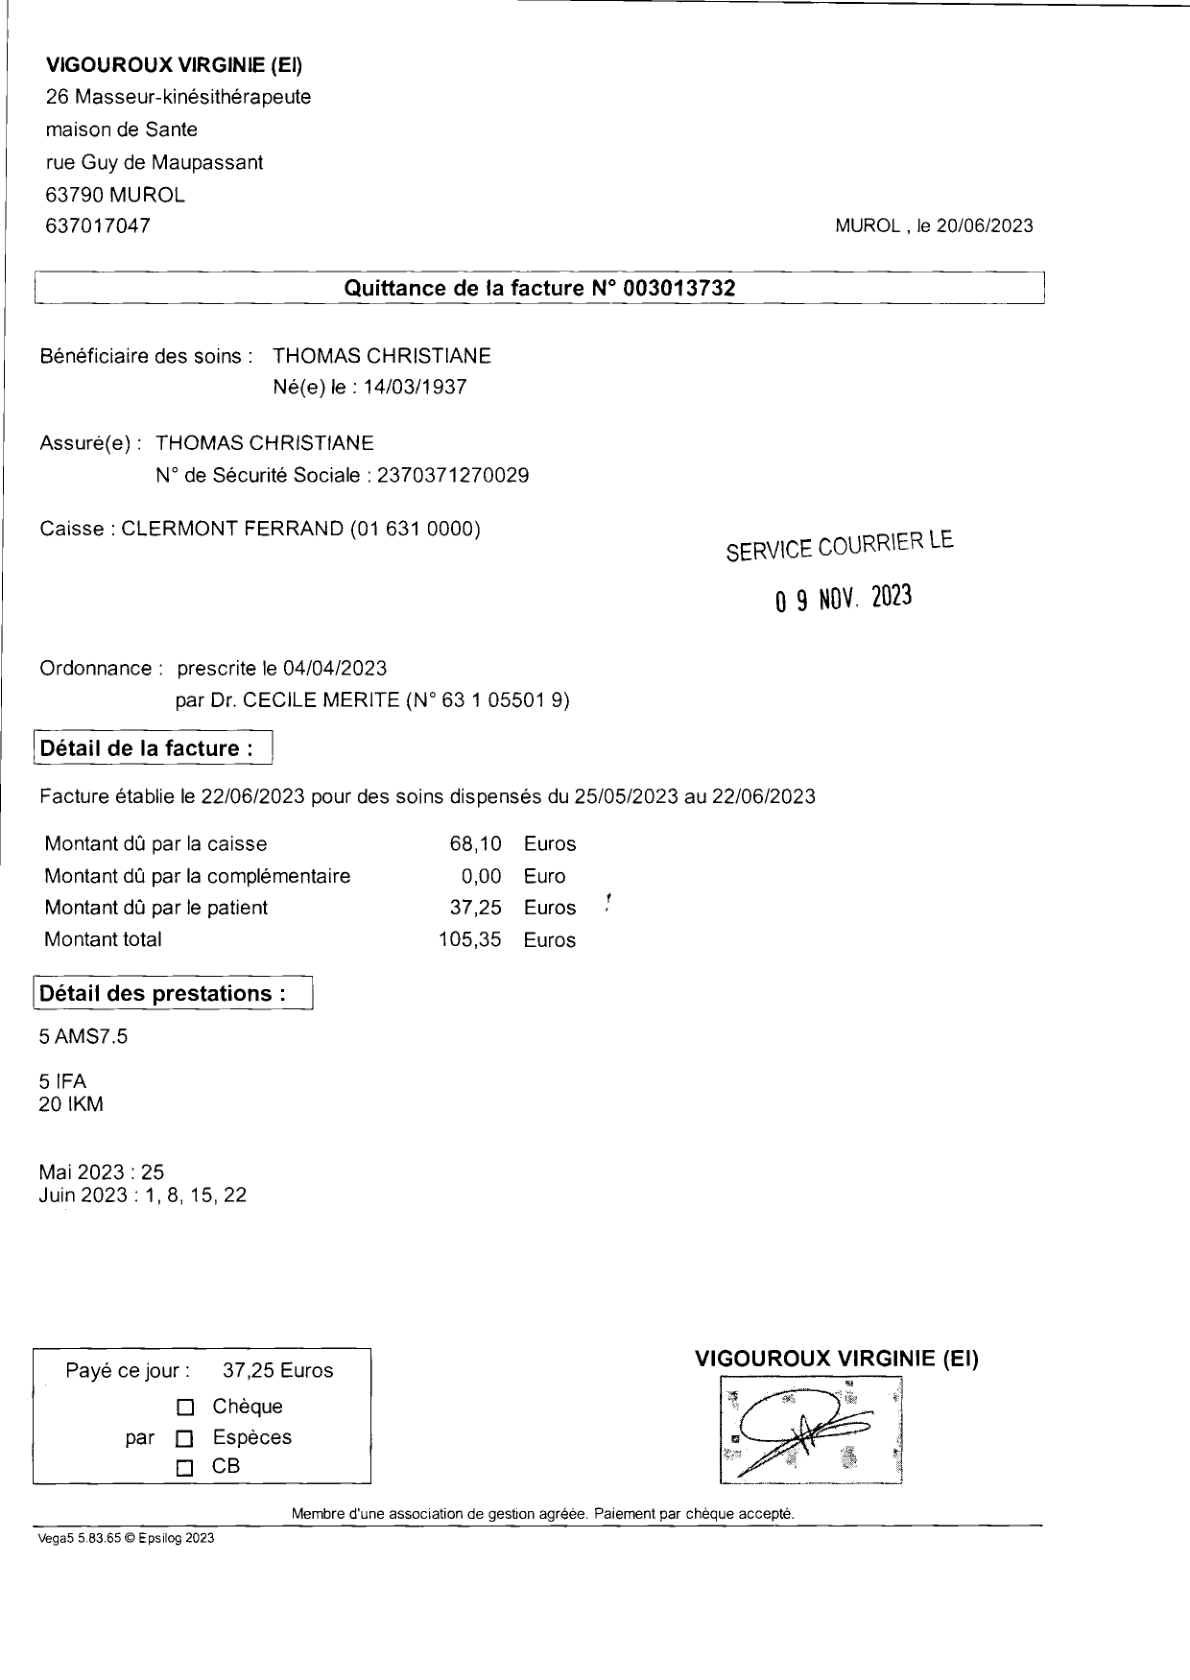 VIGOUROUX VIRGINIE (EI)
26 Masseur-kinésithérapeute
maison de Sante
rue Guy de Maupassant
63790 MUROL
637017047
MUROL , le 20/06/2023
Quittance de la facture N° 003013732
Bénéficiaire des soins : THOMAS CHRISTIANE
Né(e) le : 14/03/1937
Assuré(e) : THOMAS CHRISTIANE
N° de Sécurité Sociale : 2370371270029
Caisse : CLERMONT FERRAND (01 631 0000)
SERVICE COURRIER LE
09 NOV. 2023
Ordonnance : prescrite le 04/04/2023
par Dr. CECILE MERITE (N° 63 1 05501 9)
Détail de la facture :
Facture établie le 22/06/2023 pour des soins dispensés du 25/05/2023 au 22/06/2023
Montant dû par la caisse 68,10 Euros
Montant dû par la complémentaire 0,00 Euro
Montant dû par le patient 37,25 Euros
Montant total 105,35 Euros
Détail des prestations :
5 AMS7.5
5 IFA
20 IKM
Mai 2023 : 25
Juin 2023 : 1, 8, 15, 22
Payé ce jour : 37,25 Euros
Chèque
par Espèces
CB
VIGOUROUX VIRGINIE (EI)
Membre d'une association de gestion agréée. Paiement par chèque accepté.
Vega5 5.83.65 © Epsilog 2023